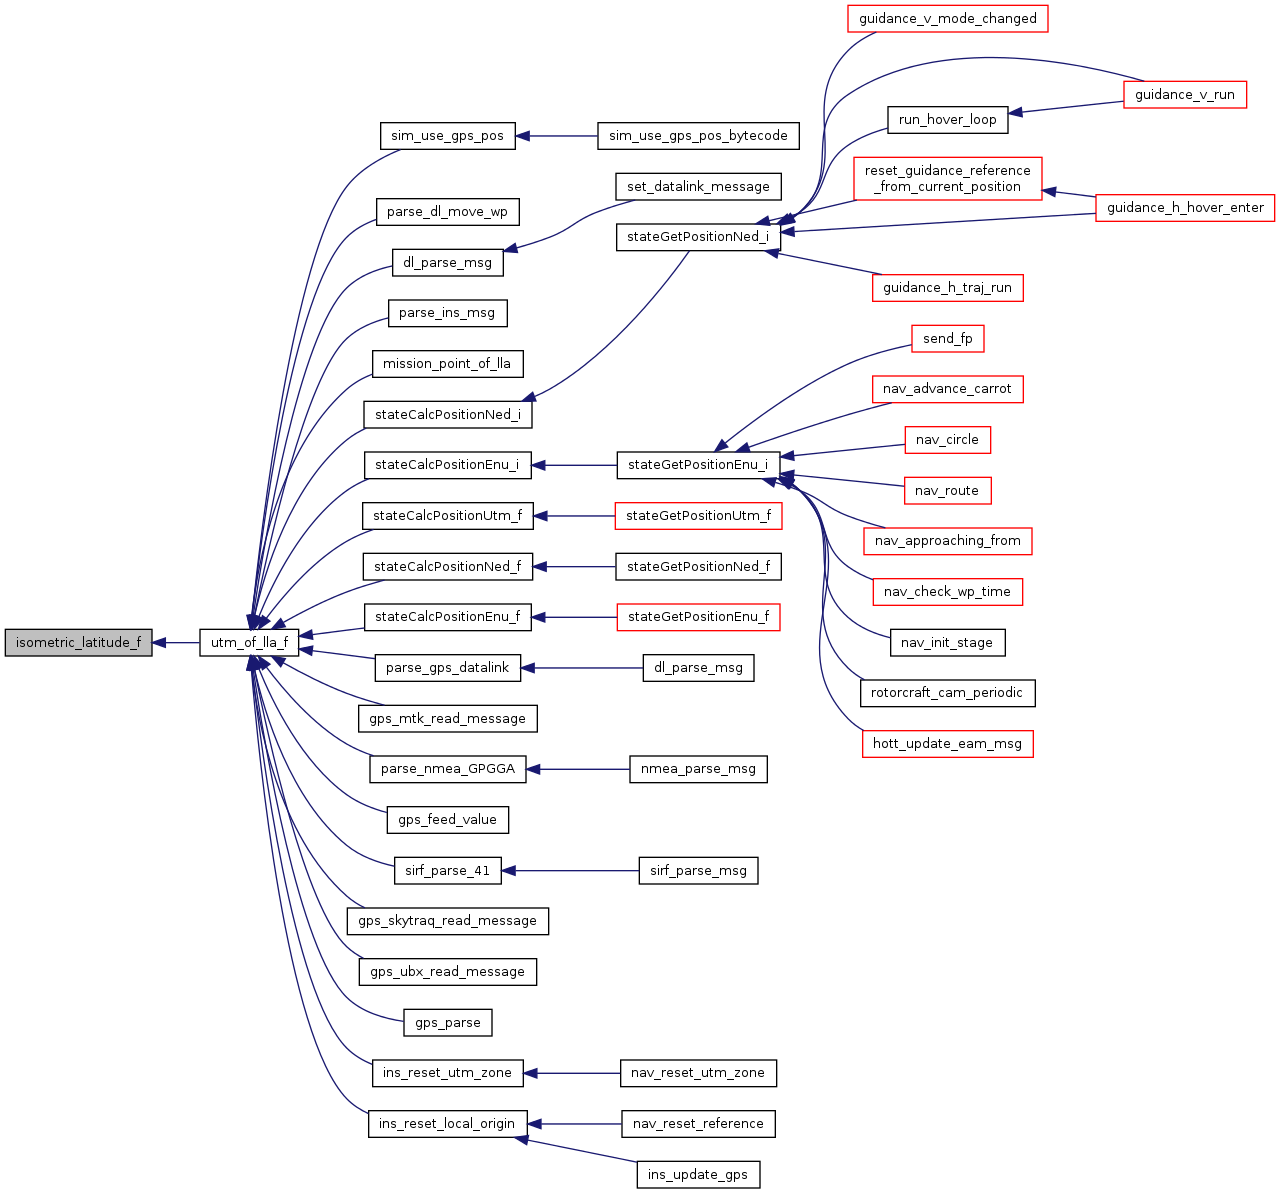 guidance_v_mode_changed
guidance_v_run
run_hover_loop
sim_use_gps_pos
sim_use_gps_pos_bytecode
reset_guidance_reference
_from_current_position
set_datalink_message
parse_dl_move_wp
guidance_h_hover_enter
stateGetPositionNed_i
dl_parse_msg
guidance_h_traj_run
parse_ins_msg
send_fp
mission_point_of_lla
nav_advance_carrot
stateCalcPositionNed_i
nav_circle
stateCalcPositionEnu_i
stateGetPositionEnu_i
nav_route
stateCalcPositionUtm_f
stateGetPositionUtm_f
nav_approaching_from
stateCalcPositionNed_f
stateGetPositionNed_f
nav_check_wp_time
stateCalcPositionEnu_f
stateGetPositionEnu_f
isometric_latitude_f
utm_of_lla_f
nav_init_stage
parse_gps_datalink
dl_parse_msg
rotorcraft_cam_periodic
gps_mtk_read_message
hott_update_eam_msg
parse_nmea_GPGGA
nmea_parse_msg
gps_feed_value
sirf_parse_41
sirf_parse_msg
gps_skytraq_read_message
gps_ubx_read_message
gps_parse
ins_reset_utm_zone
nav_reset_utm_zone
ins_reset_local_origin
nav_reset_reference
ins_update_gps